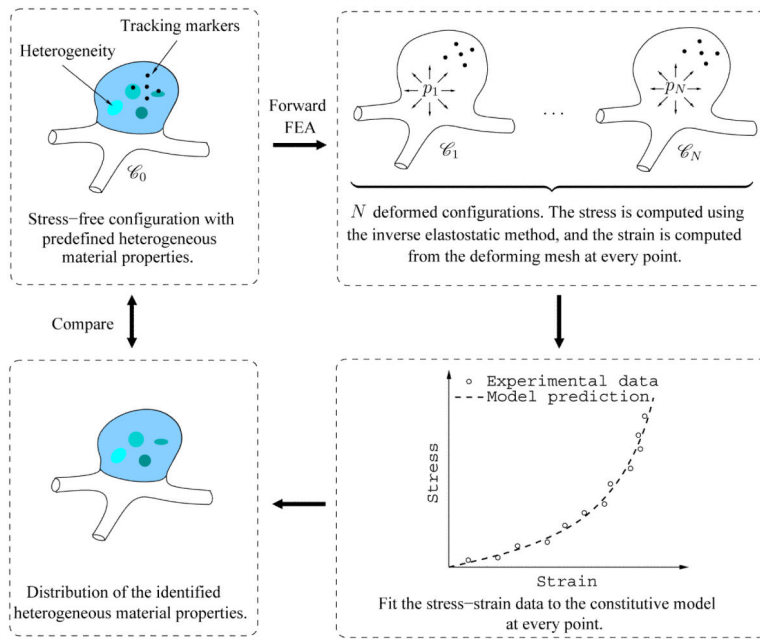 Tracking markers
Heterogeneity
𝒞₀
Stress−free configuration with
predefined heterogeneous
material properties.
Forward
FEA
p₁
𝒞₁
...
p_N
𝒞_N
N deformed configurations. The stress is computed using
the inverse elastostatic method, and the strain is computed
from the deforming mesh at every point.
Compare
Distribution of the identified
heterogeneous material properties.
Experimental data
Model prediction
Stress
Strain
Fit the stress−strain data to the constitutive model
at every point.